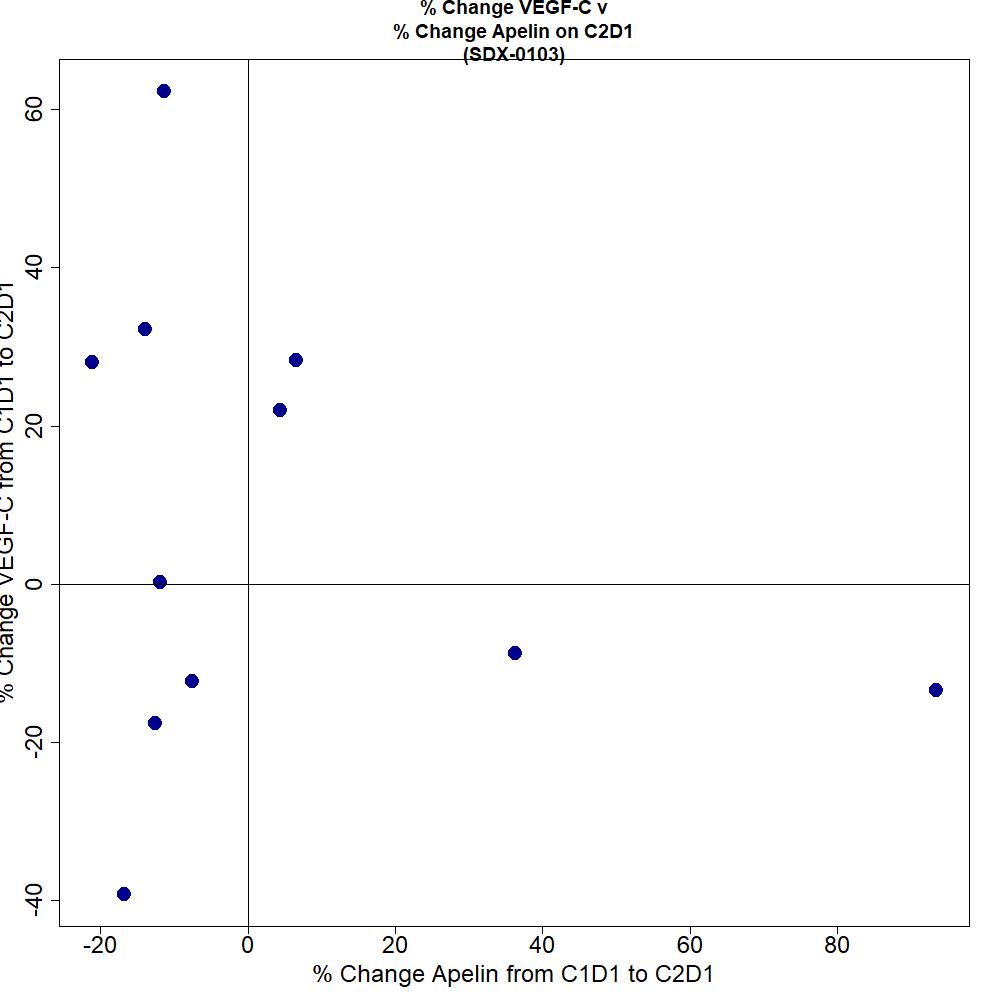 % Change VEGF-C v
% Change Apelin on C2D1
(SDX-0103)
60
40
20
0
-20
-40
% Change VEGF-C from C1D1 to C2D1
-20 0 20 40 60 80
% Change Apelin from C1D1 to C2D1